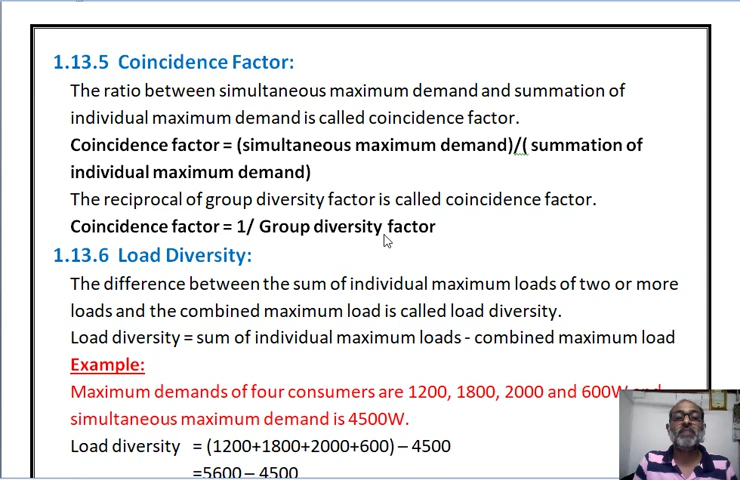 1.13.5 Coincidence Factor:
The ratio between simultaneous maximum demand and summation of
individual maximum demand is called coincidence factor.
Coincidence factor = (simultaneous maximum demand)/( summation of
individual maximum demand)
The reciprocal of group diversity factor is called coincidence factor.
Coincidence factor = 1/ Group diversity factor
1.13.6 Load Diversity:
The difference between the sum of individual maximum loads of two or more
loads and the combined maximum load is called load diversity.
Load diversity = sum of individual maximum loads - combined maximum load
Example:
Maximum demands of four consumers are 1200, 1800, 2000 and 600W and
simultaneous maximum demand is 4500W.
Load diversity = (1200+1800+2000+600) – 4500
=5600 – 4500